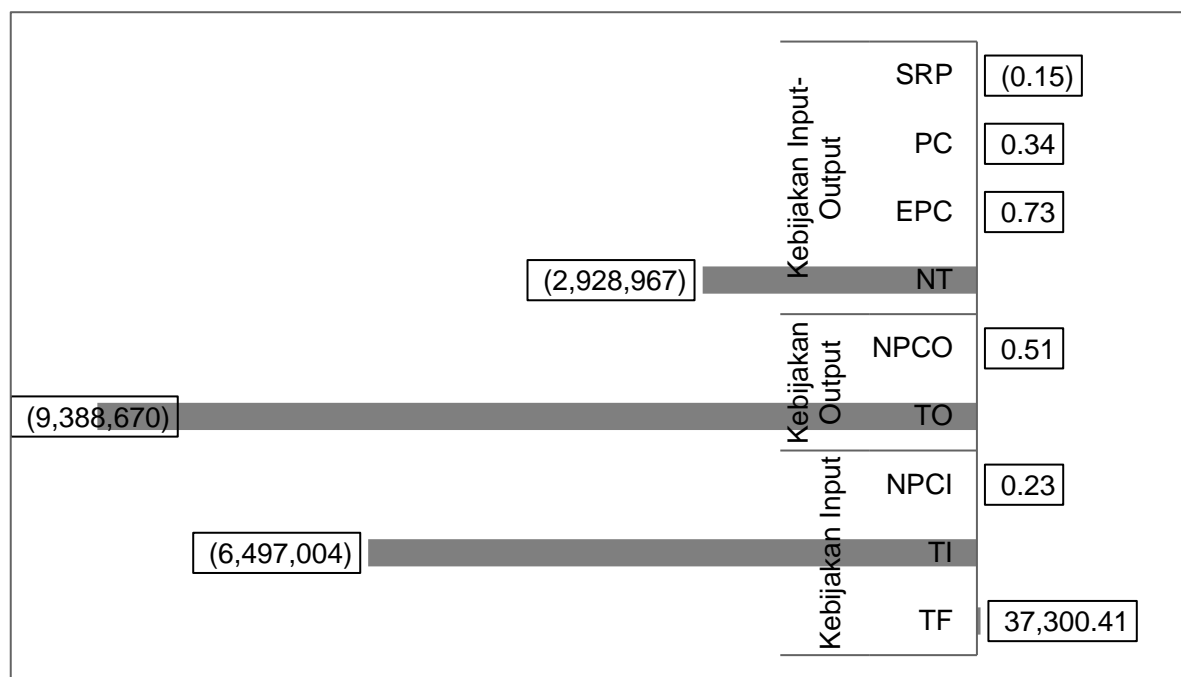 Kebijakan Input-
Output
SRP
(0.15)
PC
0.34
EPC
0.73
NT
(2,928,967)
Kebijakan
Output
NPCO
0.51
TO
(9,388,670)
Kebijakan Input
NPCI
0.23
TI
(6,497,004)
TF
37,300.41